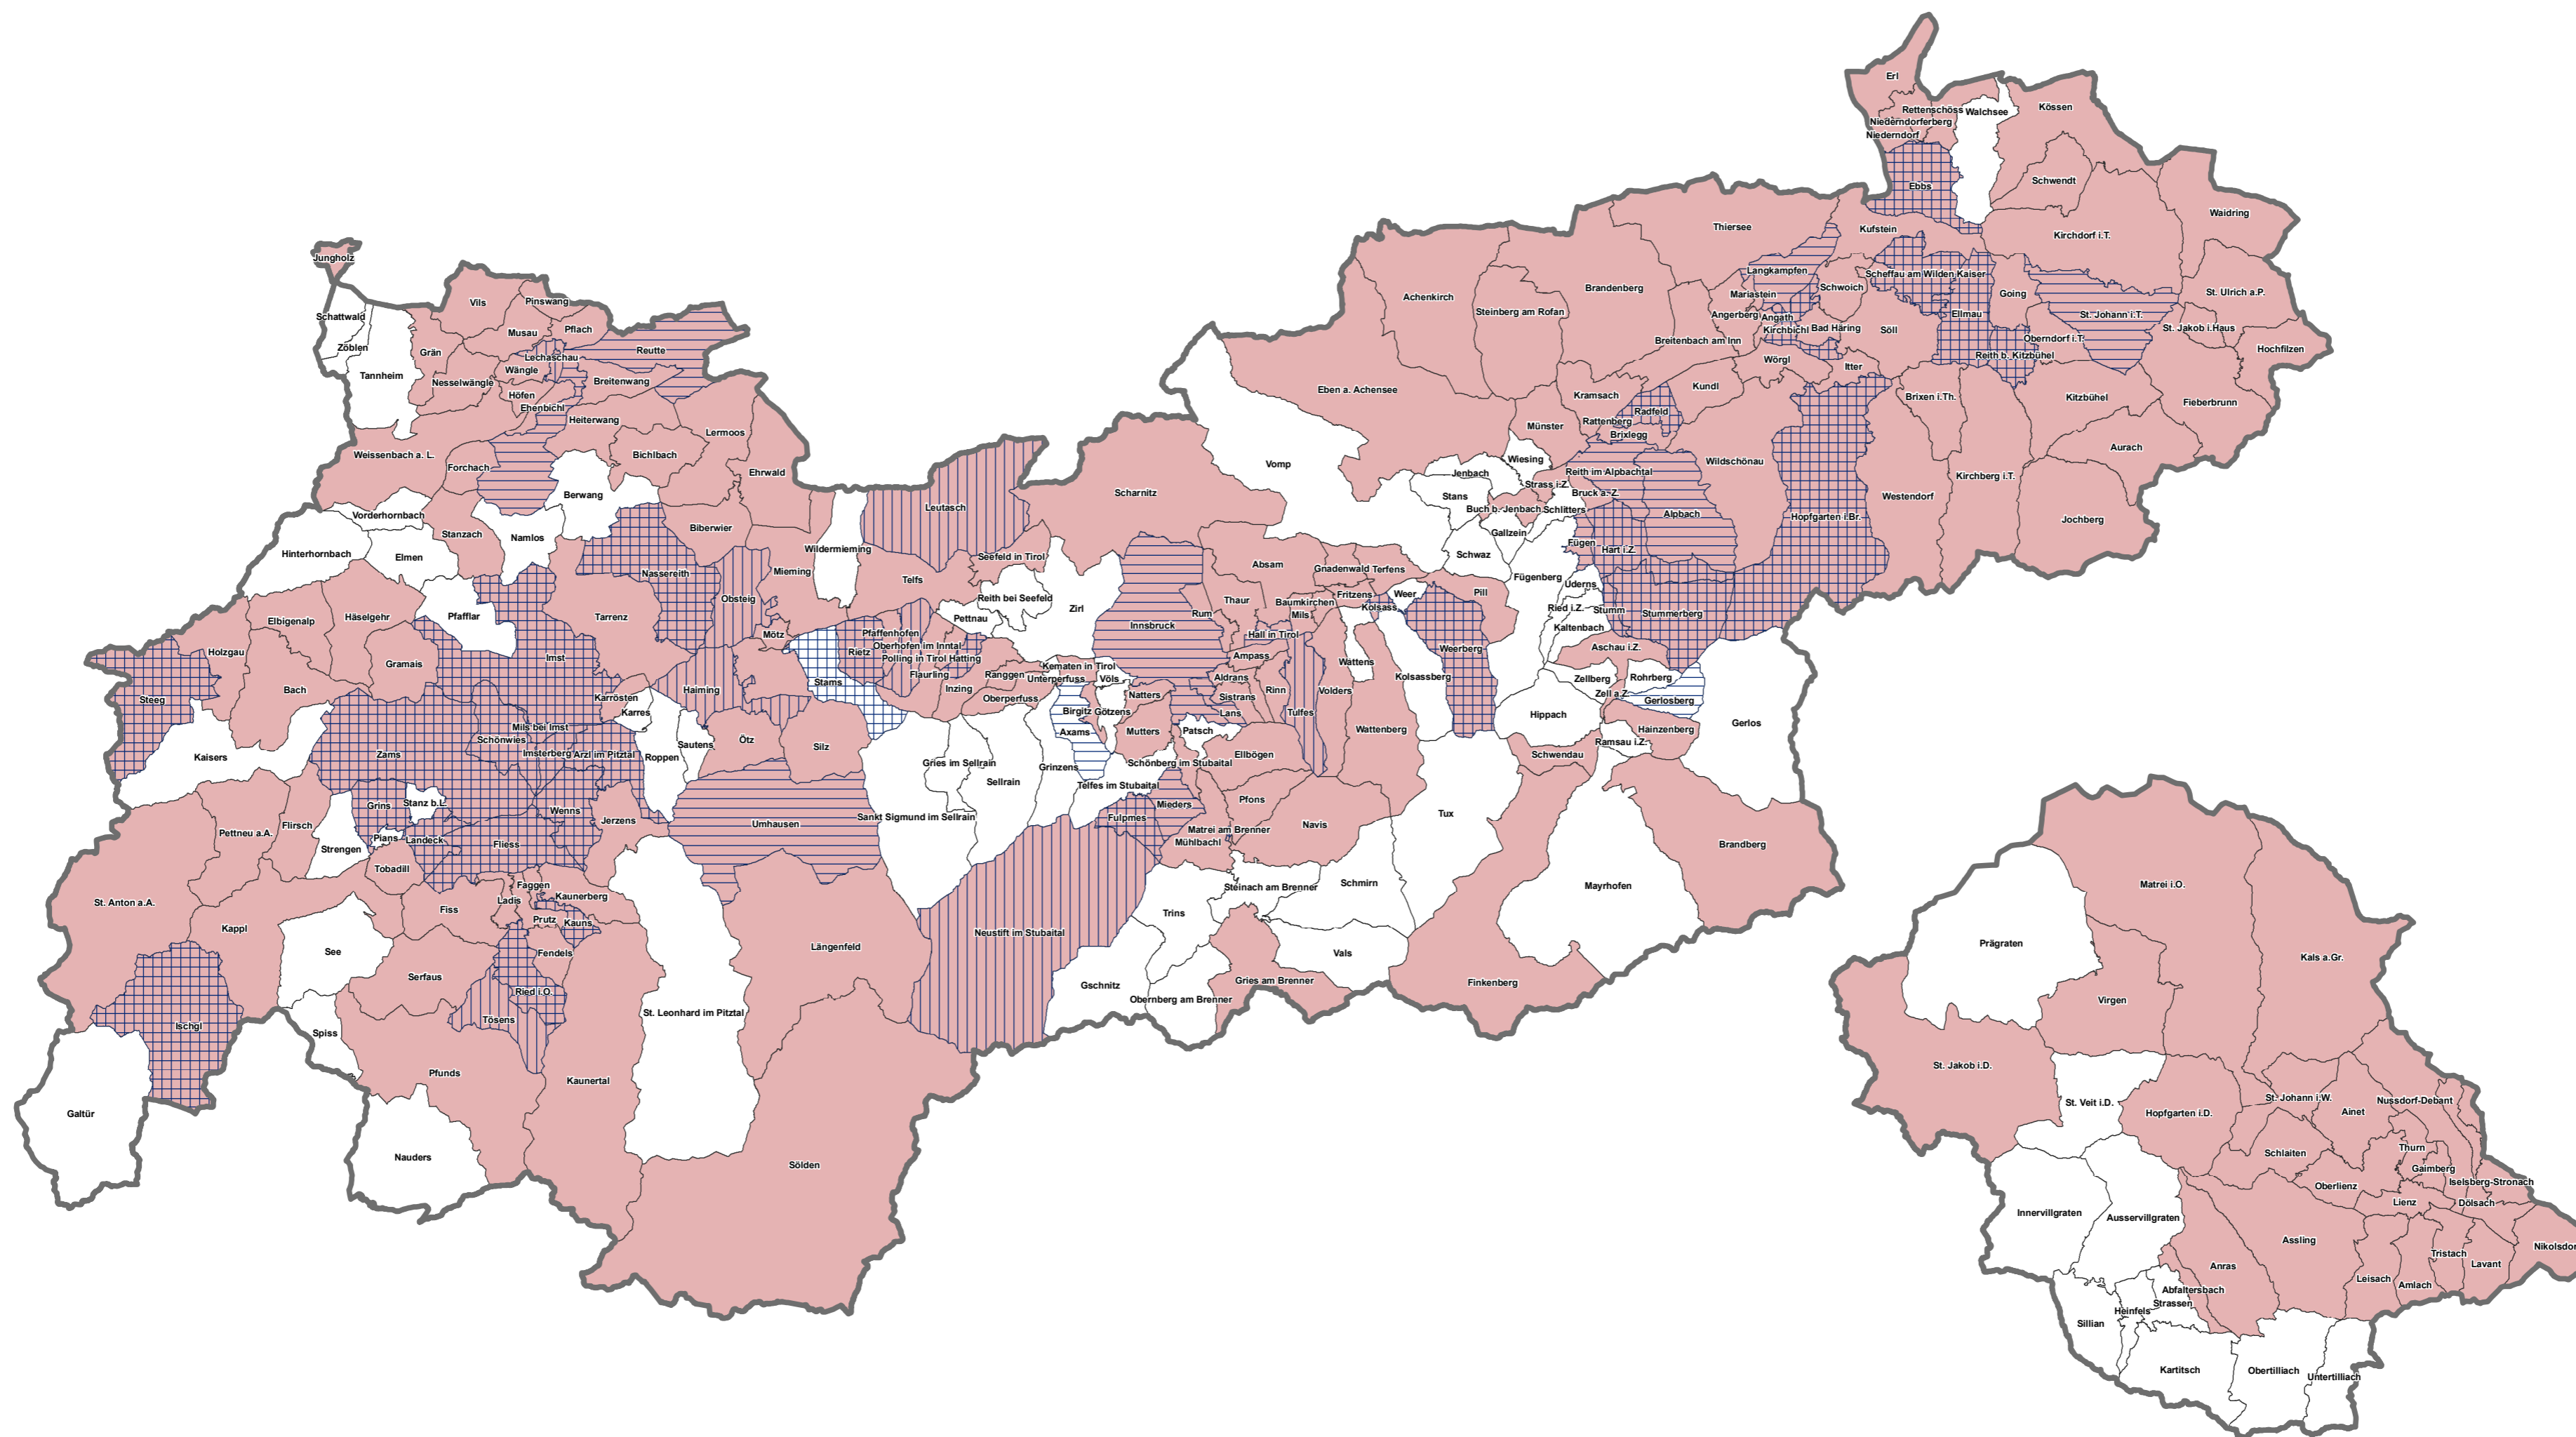 Erl
Rettenschöss
Walchsee
Kössen
Niederndorferberg
Niederndorf
Ebbs
Schwendt
Waidring
Thiersee
Kufstein
Kirchdorf i.T.
Jungholz
Langkampfen
Scheffau am Wilden Kaiser
Brandenberg
Schwoich
Mariastein
Going
St. Ulrich a.P.
Achenkirch
Steinberg am Rofan
Vils
Pinswang
Schattwald
Musau
Pflach
Angerberg
Angath
Ellmau
St. Johann i.T.
Kirchbichl
Bad Häring
Söll
St. Jakob i.Haus
Zöblen
Grän
Reutte
Lechaschau
Breitenbach am Inn
Oberndorf i.T.
Hochfilzen
Reith b. Kitzbühel
Tannheim
Wängle
Nesselwängle
Breitenwang
Wörgl
Itter
Höfen
Ehenbichl
Eben a. Achensee
Kramsach
Kundl
Brixen i.Th.
Kitzbühel
Fieberbrunn
Heiterwang
Radfeld
Rattenberg
Münster
Brixlegg
Lermoos
Aurach
Weissenbach a. L.
Bichlbach
Forchach
Ehrwald
Vomp
Wiesing
Jenbach
Reith im Alpbachtal
Wildschönau
Kirchberg i.T.
Berwang
Scharnitz
Stans
Strass i.Z.
Bruck a. Z.
Westendorf
Leutasch
Buch b. Jenbach
Schlitters
Alpbach
Hopfgarten i.Br.
Jochberg
Vorderhornbach
Stanzach
Biberwier
Namlos
Gallzein
Hinterhornbach
Elmen
Wildermieming
Seefeld in Tirol
Schwaz
Fügen
Hart i.Z.
Nassereith
Mieming
Telfs
Absam
Gnadenwald
Terfens
Fügenberg
Uderns
Obsteig
Reith bei Seefeld
Zirl
Thaur
Baumkirchen
Fritzens
Weer
Pill
Elbigenalp
Häselgehr
Pfafflar
Tarrenz
Pettnau
Innsbruck
Rum
Mils
Kolsass
Ried i.Z.
Stumm
Stummerberg
Mötz
Pfaffenhofen
Hall in Tirol
Kaltenbach
Holzgau
Gramais
Imst
Rietz
Oberhofen im Inntal
Polling in Tirol
Hatting
Ampass
Wattens
Weerberg
Aschau i.Z.
Stams
Flaurling
Ranggen
Kematen in Tirol
Unterperfuss
Völs
Aldrans
Kolsassberg
Zellberg
Rohrberg
Bach
Haiming
Inzing
Oberperfuss
Natters
Sistrans
Rinn
Volders
Zell a.Z.
Steeg
Karrösten
Karres
Birgitz
Götzens
Lans
Tulfes
Hippach
Gerlosberg
Gerlos
Mils bei Imst
Schönwies
Axams
Mutters
Patsch
Wattenberg
Hainzenberg
Kaisers
Zams
Imsterberg
Arzl im Pitztal
Roppen
Sautens
Ötz
Silz
Ramsau i.Z.
Gries im Sellrain
Grinzens
Schönberg im Stubaital
Ellbögen
Schwendau
Sellrain
Telfes im Stubaital
Grins
Stanz b.L.
Wenns
Mieders
Pfons
Pettneu a.A.
Flirsch
Jerzens
Umhausen
Sankt Sigmund im Sellrain
Fulpmes
Matrei am Brenner
Navis
Tux
Strengen
Pians
Landeck
Fliess
Mühlbachl
Brandberg
Tobadill
Faggen
Kaunerberg
Steinach am Brenner
Schmirn
Mayrhofen
Matrei i.O.
St. Anton a.A.
Fiss
Ladis
Trins
Kappl
Prutz
Kauns
Neustift im Stubaital
See
Fendels
Längenfeld
Vals
Prägraten
Kals a.Gr.
Serfaus
Ried i.O.
Gschnitz
Gries am Brenner
Finkenberg
Obernberg am Brenner
Virgen
Ischgl
Tösens
St. Leonhard im Pitztal
Spiss
Pfunds
Kaunertal
St. Jakob i.D.
Galtür
St. Veit i.D.
Hopfgarten i.D.
St. Johann i.W.
Ainet
Nussdorf-Debant
Nauders
Sölden
Schlaiten
Thurn
Gaimberg
Iselsberg-Stronach
Oberlienz
Lienz
Dölsach
Innervillgraten
Ausservillgraten
Assling
Nikolsdor
Tristach
Anras
Lavant
Leisach
Amlach
Abfaltersbach
Strassen
Heinfels
Sillian
Kartitsch
Obertilliach
Untertilliach